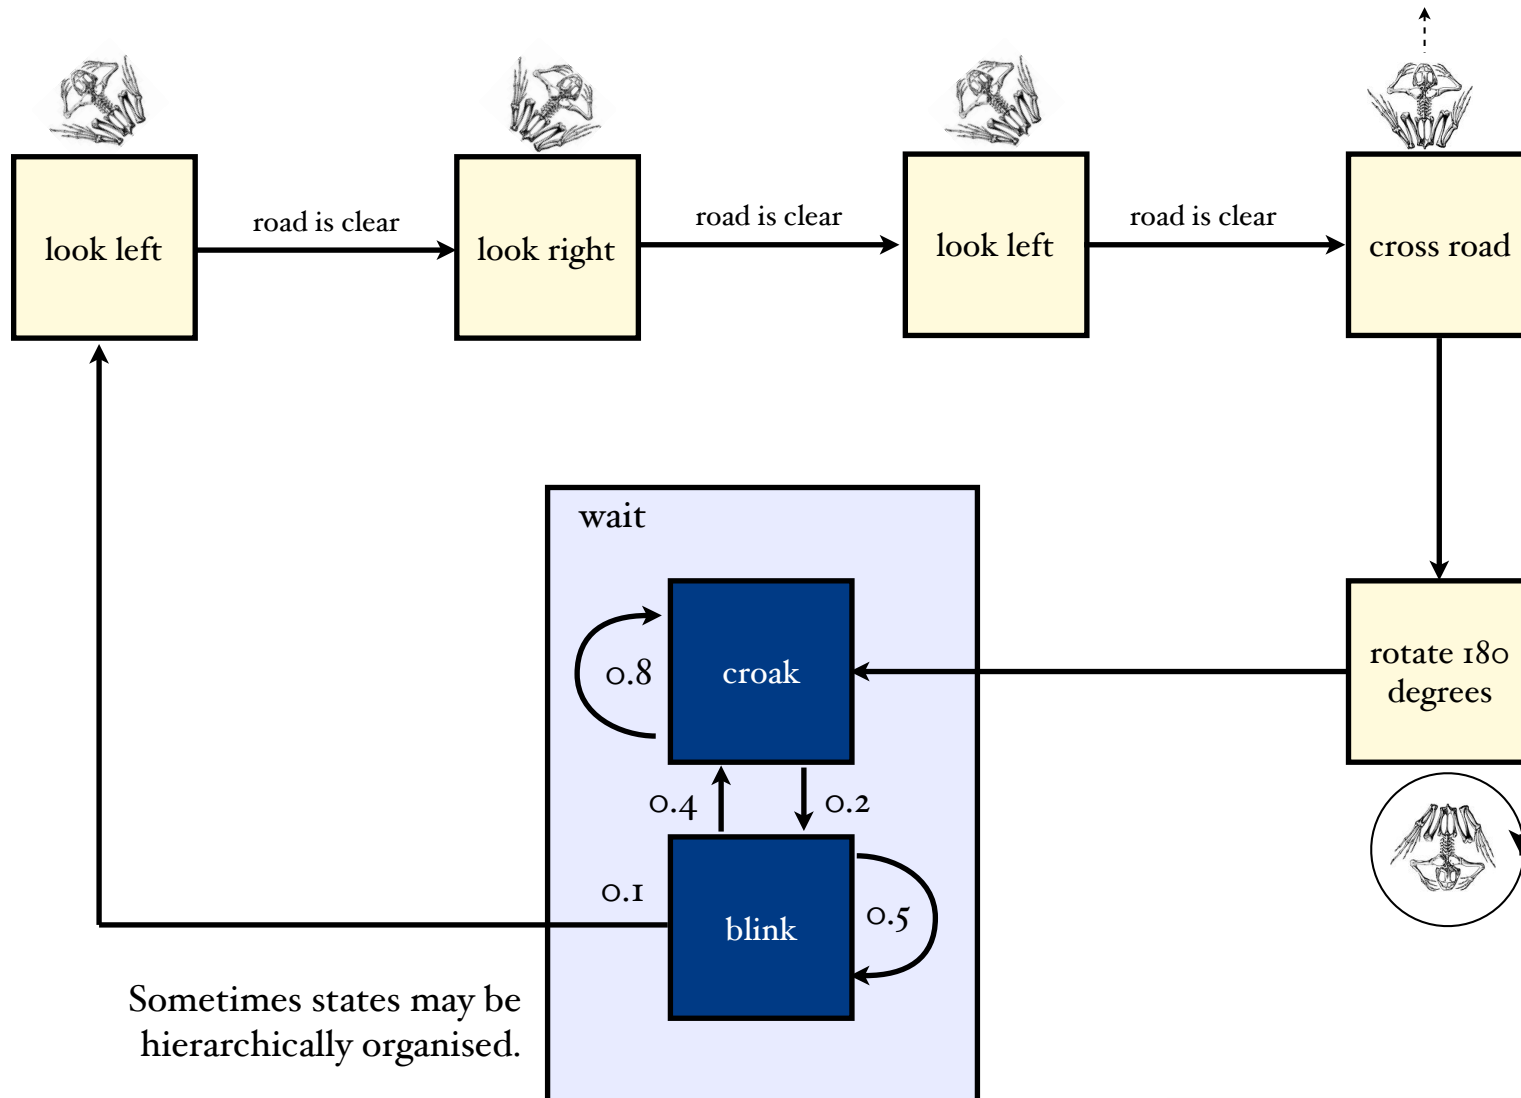 look left
road is clear
look right
road is clear
look left
road is clear
cross road
wait
croak
0.8
rotate 180
degrees
0.4
0.2
0.1
blink
0.5
Sometimes states may be
hierarchically organised.